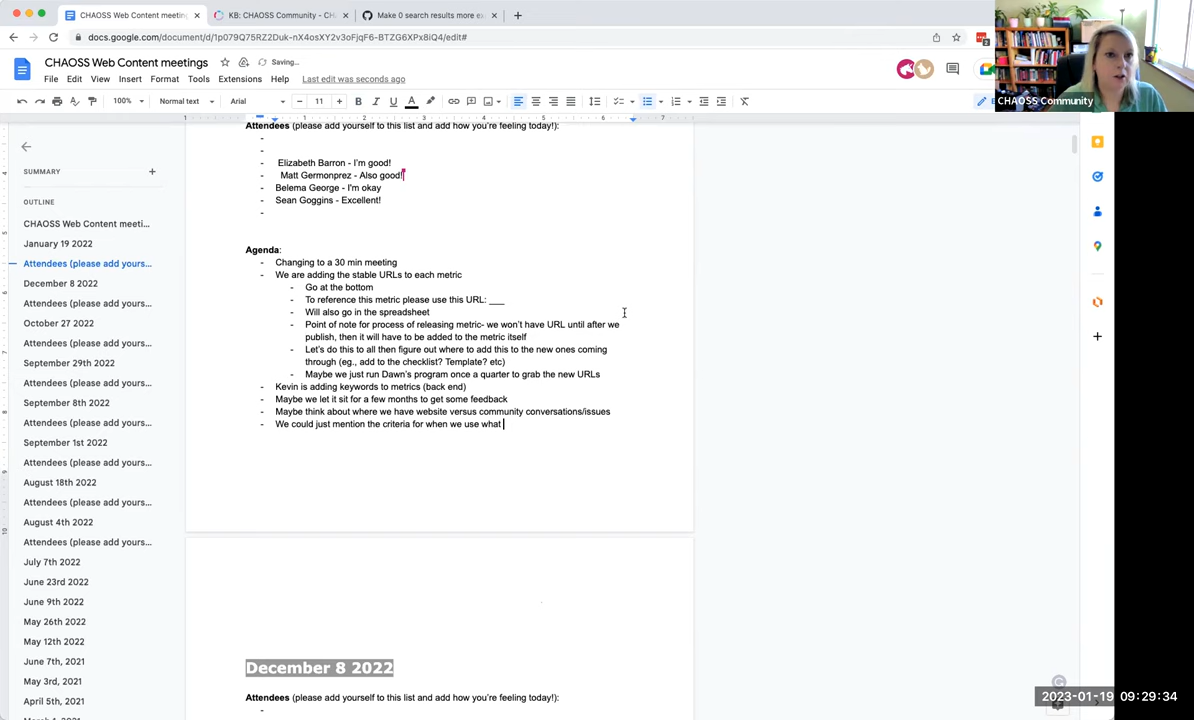 CHAOSS Web Content meeting
KB: CHAOSS Community - CH
Make 0 search results more ex
docs.google.com/document/d/1p079Q75RZ2Duk-nX4osXY2v3oFjqF6-BTZG6XPx8iQ4/edit#
CHAOSS Web Content meetings
Saving...
File Edit View Insert Format Tools Extensions Help Last edit was seconds ago
100% Normal text Arial 11
CHAOSS Community
SUMMARY
OUTLINE
CHAOSS Web Content meeti...
January 19 2022
Attendees (please add yours...
December 8 2022
Attendees (please add yours...
October 27 2022
Attendees (please add yours...
September 29th 2022
Attendees (please add yours...
September 8th 2022
Attendees (please add yours...
September 1st 2022
Attendees (please add yours...
August 18th 2022
Attendees (please add yours...
August 4th 2022
Attendees (please add yours...
July 7th 2022
June 23rd 2022
June 9th 2022
May 26th 2022
May 12th 2022
June 7th, 2021
May 3rd, 2021
April 5th, 2021
Attendees (please add yourself to this list and add how you're feeling today!):
-
-
- Elizabeth Barron - I'm good!
- Matt Germonprez - Also good!
- Belema George - I'm okay
- Sean Goggins - Excellent!
-
Agenda:
- Changing to a 30 min meeting
- We are adding the stable URLs to each metric
- Go at the bottom
- To reference this metric please use this URL: ___
- Will also go in the spreadsheet
- Point of note for process of releasing metric- we won't have URL until after we
publish, then it will have to be added to the metric itself
- Let's do this to all then figure out where to add this to the new ones coming
through (eg., add to the checklist? Template? etc)
- Maybe we just run Dawn's program once a quarter to grab the new URLs
- Kevin is adding keywords to metrics (back end)
- Maybe we let it sit for a few months to get some feedback
- Maybe think about where we have website versus community conversations/issues
- We could just mention the criteria for when we use what
December 8 2022
Attendees (please add yourself to this list and add how you're feeling today!):
-
2023-01-19 09:29:34